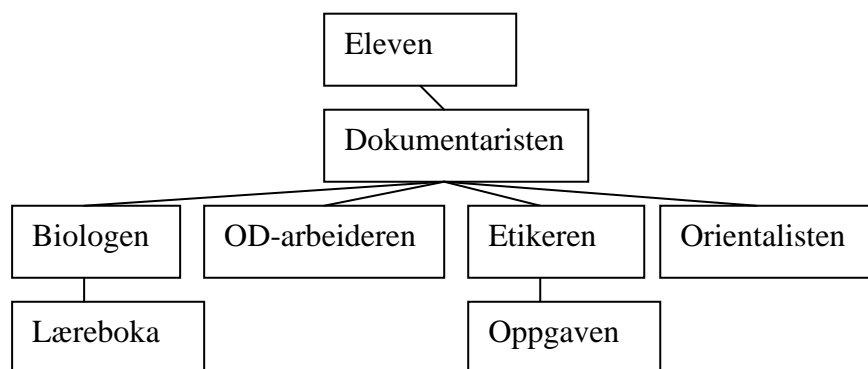 Eleven
Dokumentaristen
Biologen
OD-arbeideren
Etikeren
Orientalisten
Læreboka
Oppgaven